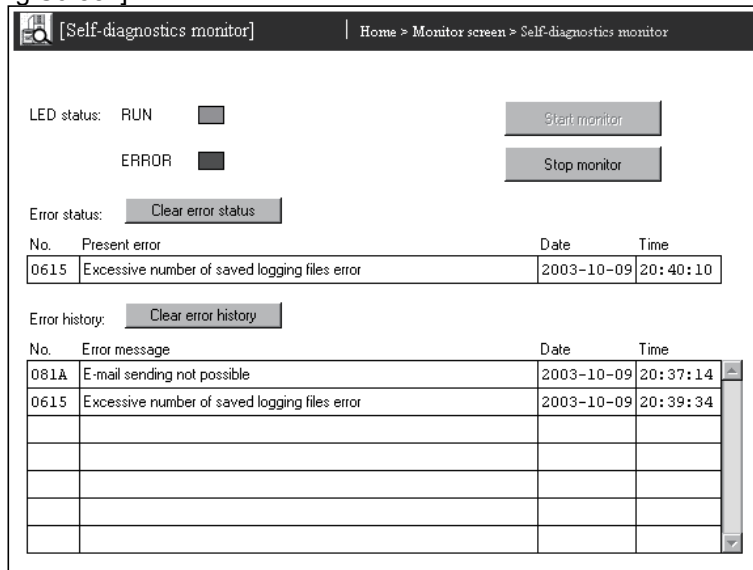 g Screen]
[Self-diagnostics monitor] Home > Monitor screen > Self-diagnostics monitor
LED status: RUN Start monitor
ERROR Stop monitor
Error status: Clear error status
No. Present error Date Time
0615 Excessive number of saved logging files error 2003-10-09 20:40:10
Error history: Clear error history
No. Error message Date Time
081A E-mail sending not possible 2003-10-09 20:37:14
0615 Excessive number of saved logging files error 2003-10-09 20:39:34